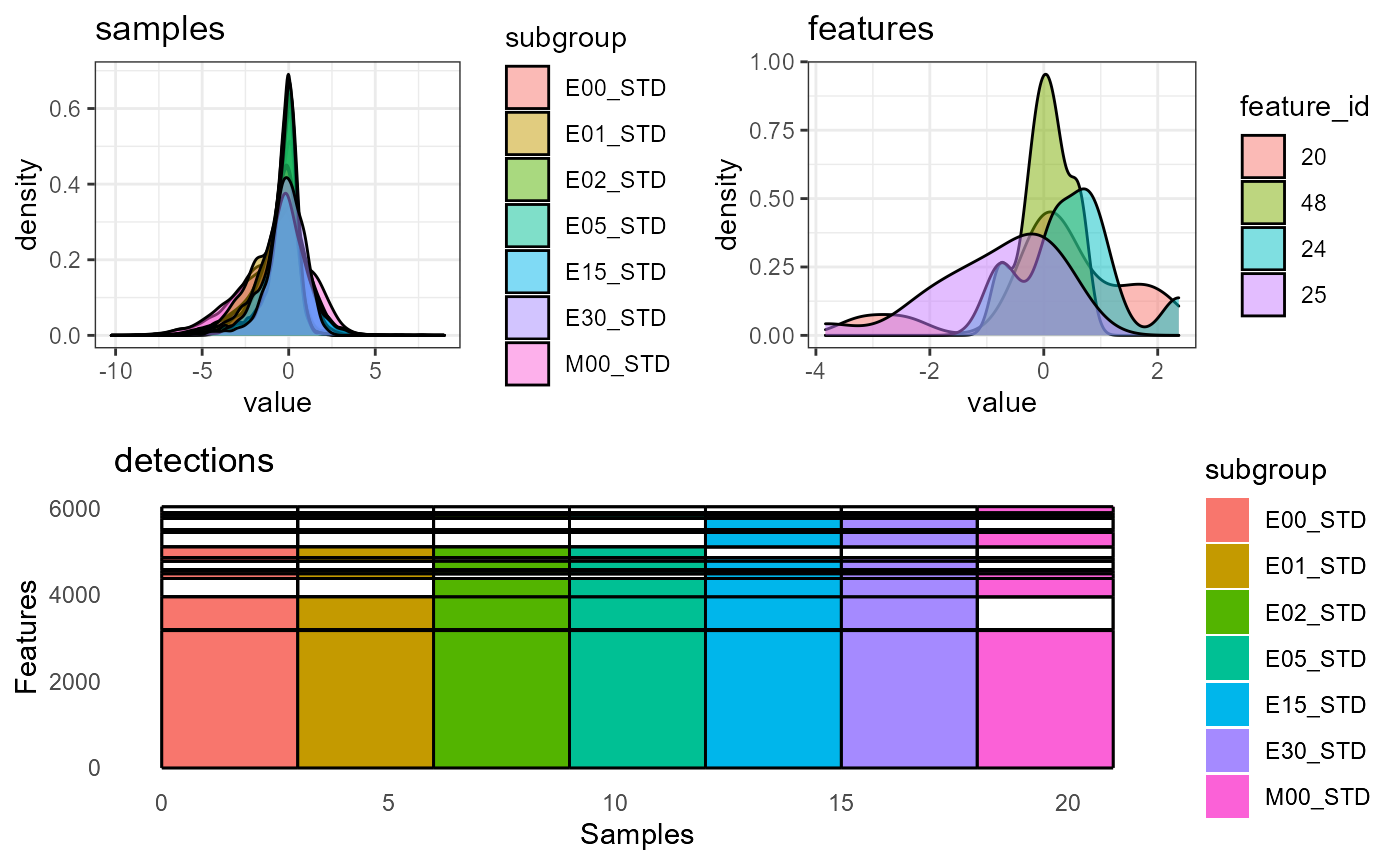 samples
density
0.6
0.4
0.2
0.0
-10
-5
0
5
value
subgroup
E00_STD
E01_STD
E02_STD
E05_STD
E15_STD
E30_STD
M00_STD
features
density
1.00
0.75
0.50
0.25
0.00
-4
-2
0
2
value
feature_id
20
48
24
25
detections
Features
6000
4000
2000
0
0
5
10
15
20
Samples
subgroup
E00_STD
E01_STD
E02_STD
E05_STD
E15_STD
E30_STD
M00_STD